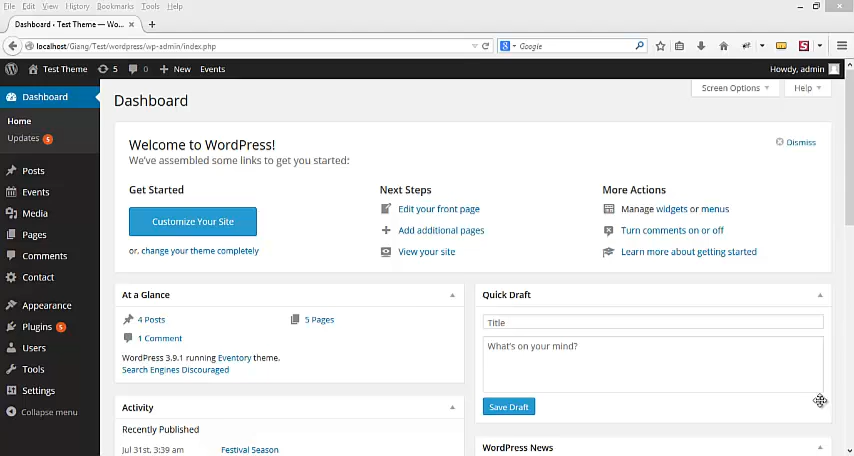 File Edit View History Bookmarks Tools Help
Dashboard ‹ Test Theme — Wo...
localhost/Giang/Test/wordpress/wp-admin/index.php
Google
Test Theme 5 0 New Events Howdy, admin
Dashboard
Home
Updates 5
Posts
Events
Media
Pages
Comments
Contact
Appearance
Plugins 5
Users
Tools
Settings
Collapse menu
Screen Options Help
Dashboard
Welcome to WordPress!
Dismiss
We've assembled some links to get you started:
Get Started
Customize Your Site
or, change your theme completely
Next Steps
Edit your front page
Add additional pages
View your site
More Actions
Manage widgets or menus
Turn comments on or off
Learn more about getting started
At a Glance
4 Posts 5 Pages
1 Comment
WordPress 3.9.1 running Eventory theme.
Search Engines Discouraged
Activity
Recently Published
Jul 31st, 3:39 am Festival Season
Quick Draft
Title
What's on your mind?
Save Draft
WordPress News